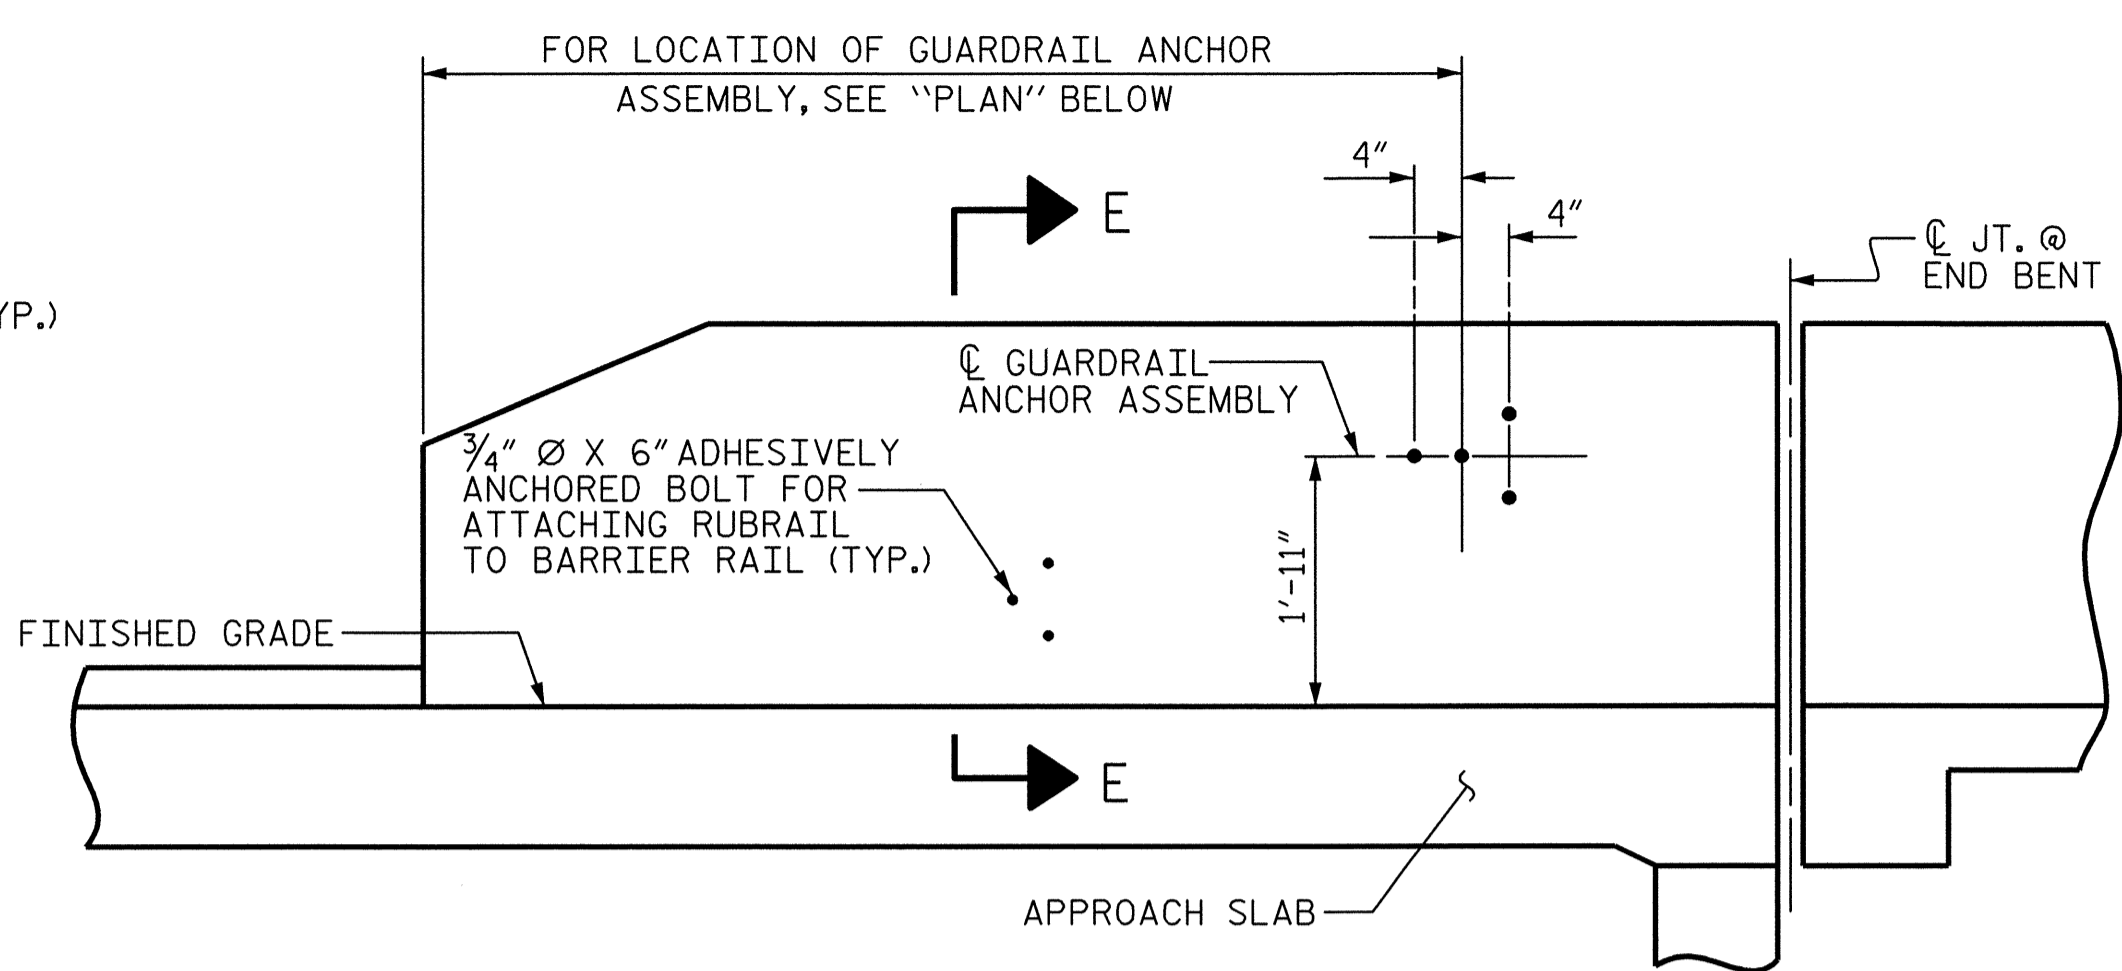 FOR LOCATION OF GUARDRAIL ANCHOR
ASSEMBLY, SEE "PLAN" BELOW
4"
E
4"
℄ JT. @
END BENT
YP.)
℄ GUARDRAIL
ANCHOR ASSEMBLY
3/4" Ø X 6" ADHESIVELY
ANCHORED BOLT FOR
ATTACHING RUBRAIL
TO BARRIER RAIL (TYP.)
1'-11"
FINISHED GRADE
E
APPROACH SLAB